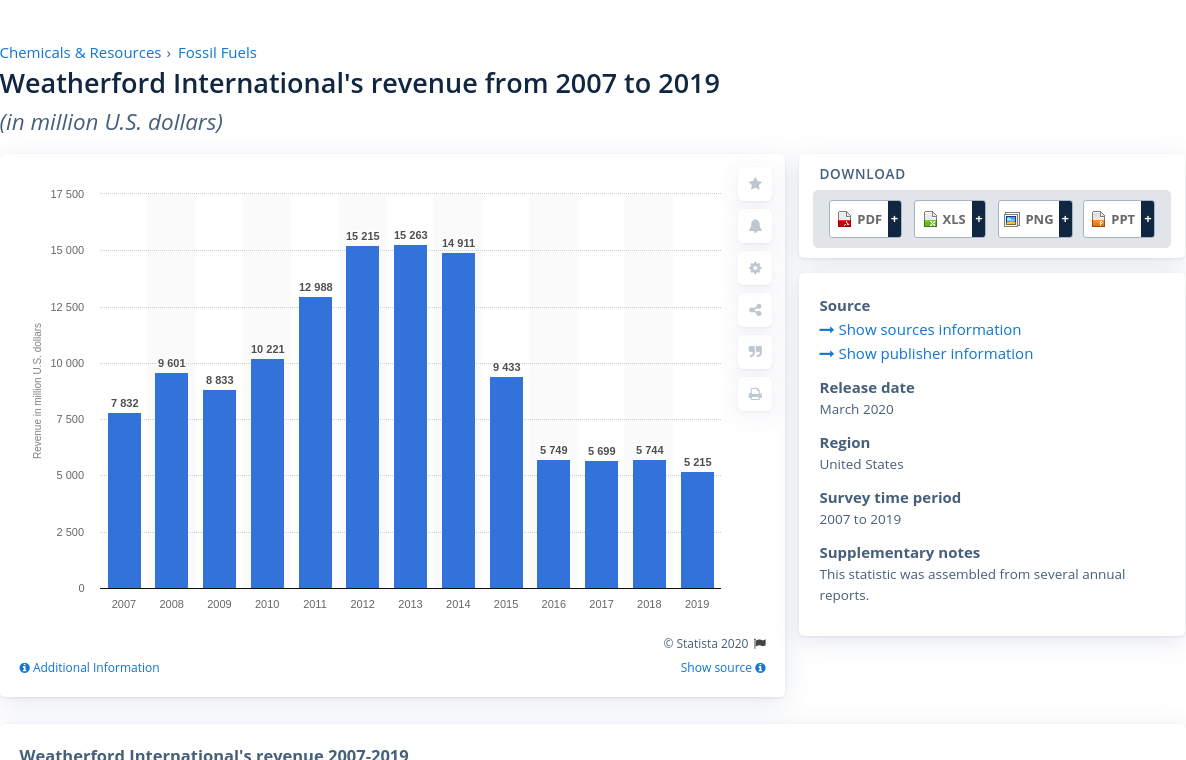 Chemicals & Resources › Fossil Fuels
Weatherford International's revenue from 2007 to 2019
(in million U.S. dollars)
17 500
15 000
12 500
10 000
7 500
5 000
2 500
0
Revenue in million U.S. dollars
7 832
9 601
8 833
10 221
12 988
15 215
15 263
14 911
9 433
5 749
5 699
5 744
5 215
2007 2008 2009 2010 2011 2012 2013 2014 2015 2016 2017 2018 2019
© Statista 2020
Additional Information
Show source
DOWNLOAD
PDF + XLS + PNG + PPT +
Source
Show sources information
Show publisher information
Release date
March 2020
Region
United States
Survey time period
2007 to 2019
Supplementary notes
This statistic was assembled from several annual
reports.
Weatherford International's revenue 2007-2019